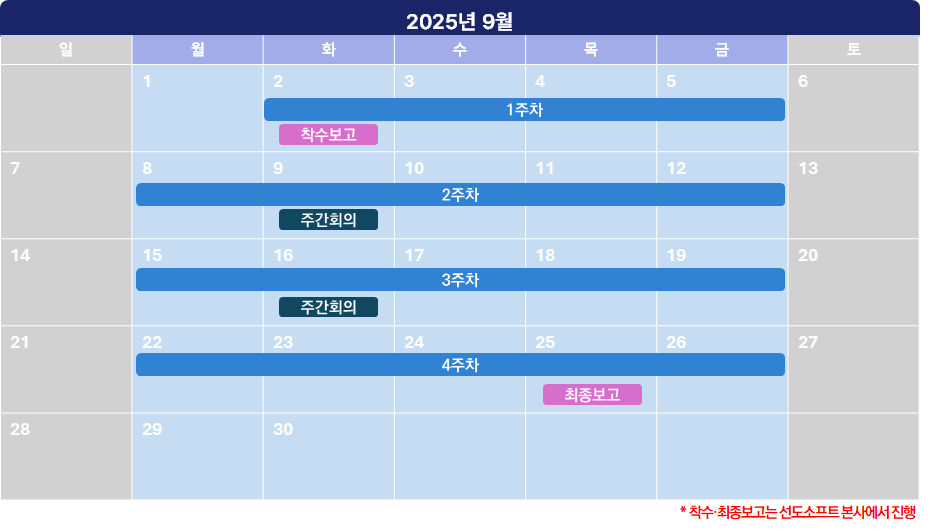 2025년 9월
일 월 화 수 목 금 토
1 2 3 4 5 6
1주차
착수보고
7 8 9 10 11 12 13
2주차
주간회의
14 15 16 17 18 19 20
3주차
주간회의
21 22 23 24 25 26 27
4주차
최종보고
28 29 30
* 착수·최종보고는 선도소프트 본사에서 진행